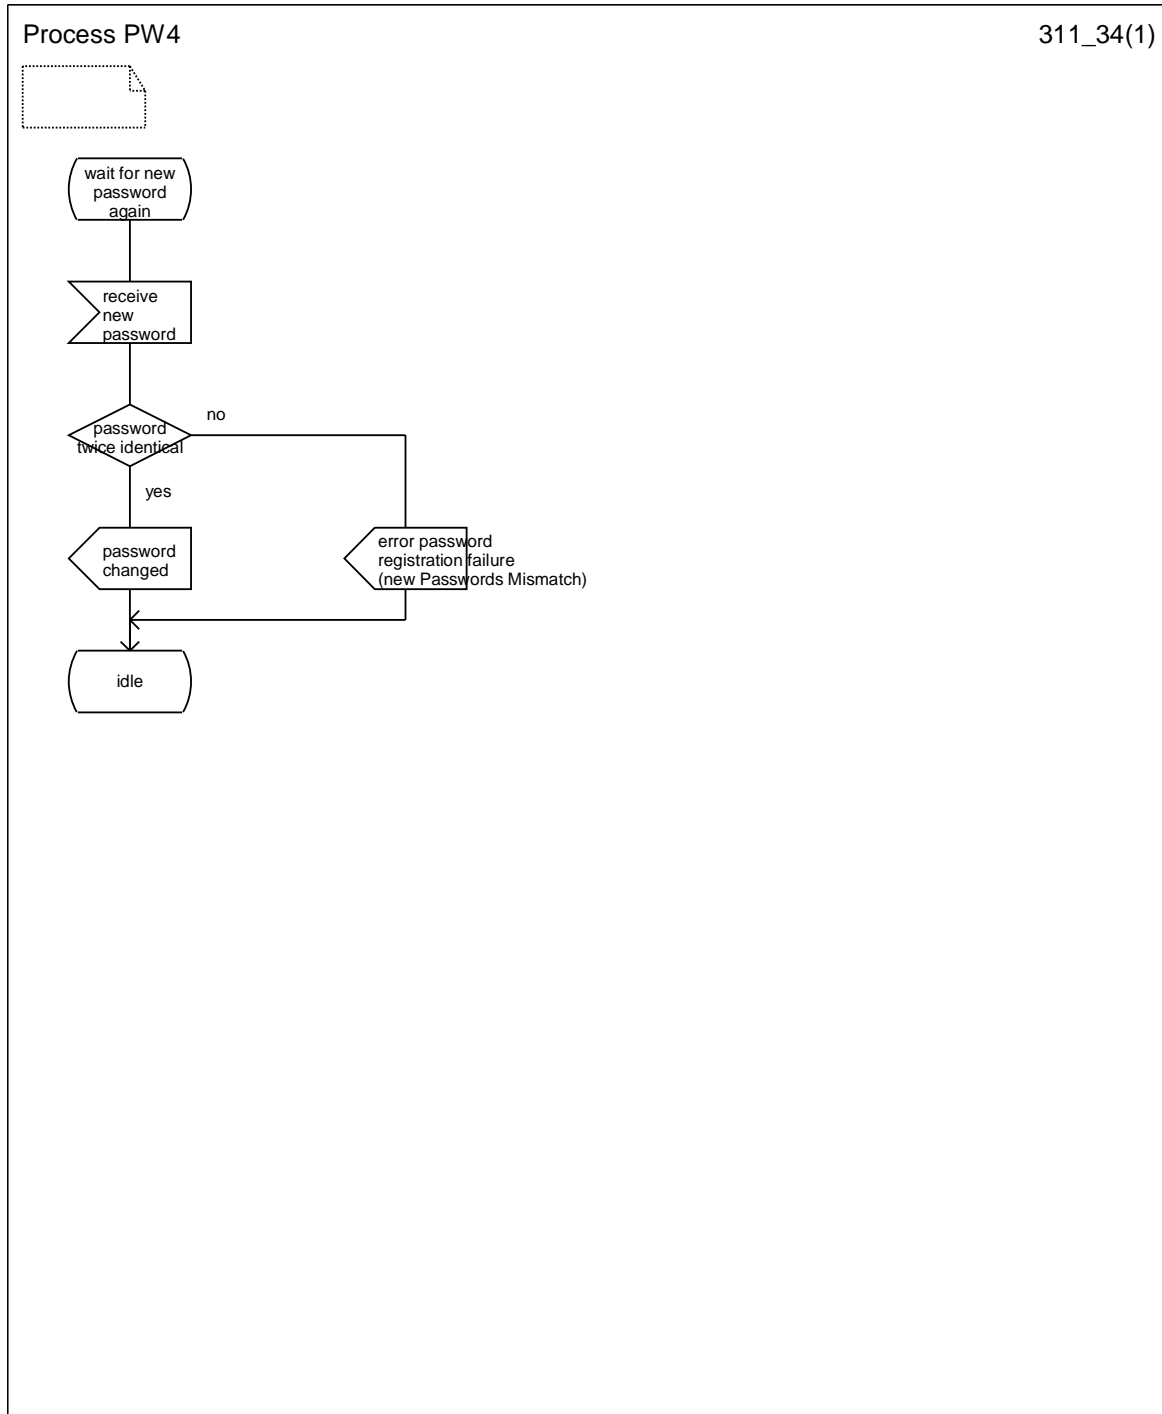 Process PW4
311_34(1)
wait for new
password
again
receive
new
password
password
twice identical
no
yes
password
changed
error password
registration failure
(new Passwords Mismatch)
idle